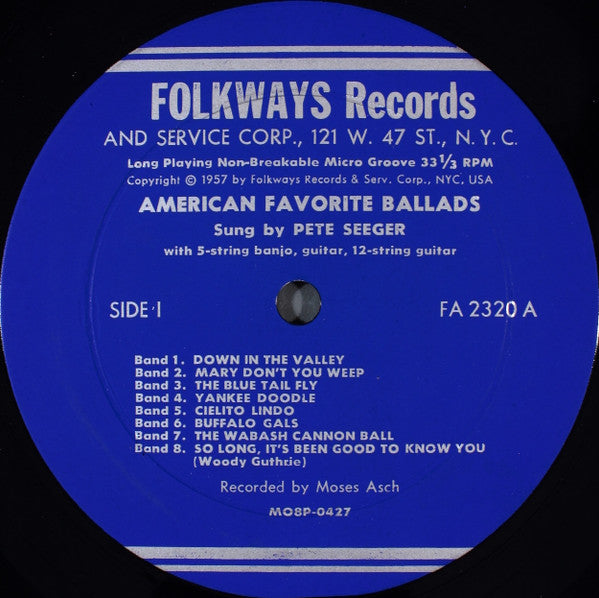 FOLKWAYS Records
AND SERVICE CORP., 121 W. 47 ST., N.Y.C.
Long Playing Non-Breakable Micro Groove 33 1/3 RPM
Copyright © 1957 by Folkways Records & Serv. Corp., NYC, USA
AMERICAN FAVORITE BALLADS
Sung by PETE SEEGER
with 5-string banjo, guitar, 12-string guitar
SIDE I
FA 2320 A
Band 1. DOWN IN THE VALLEY
Band 2. MARY DON'T YOU WEEP
Band 3. THE BLUE TAIL FLY
Band 4. YANKEE DOODLE
Band 5. CIELITO LINDO
Band 6. BUFFALO GALS
Band 7. THE WABASH CANNON BALL
Band 8. SO LONG, IT'S BEEN GOOD TO KNOW YOU
(Woody Guthrie)
Recorded by Moses Asch
MO8P-0427